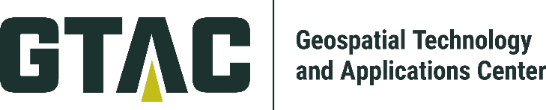 GTAC
Geospatial Technology
and Applications Center